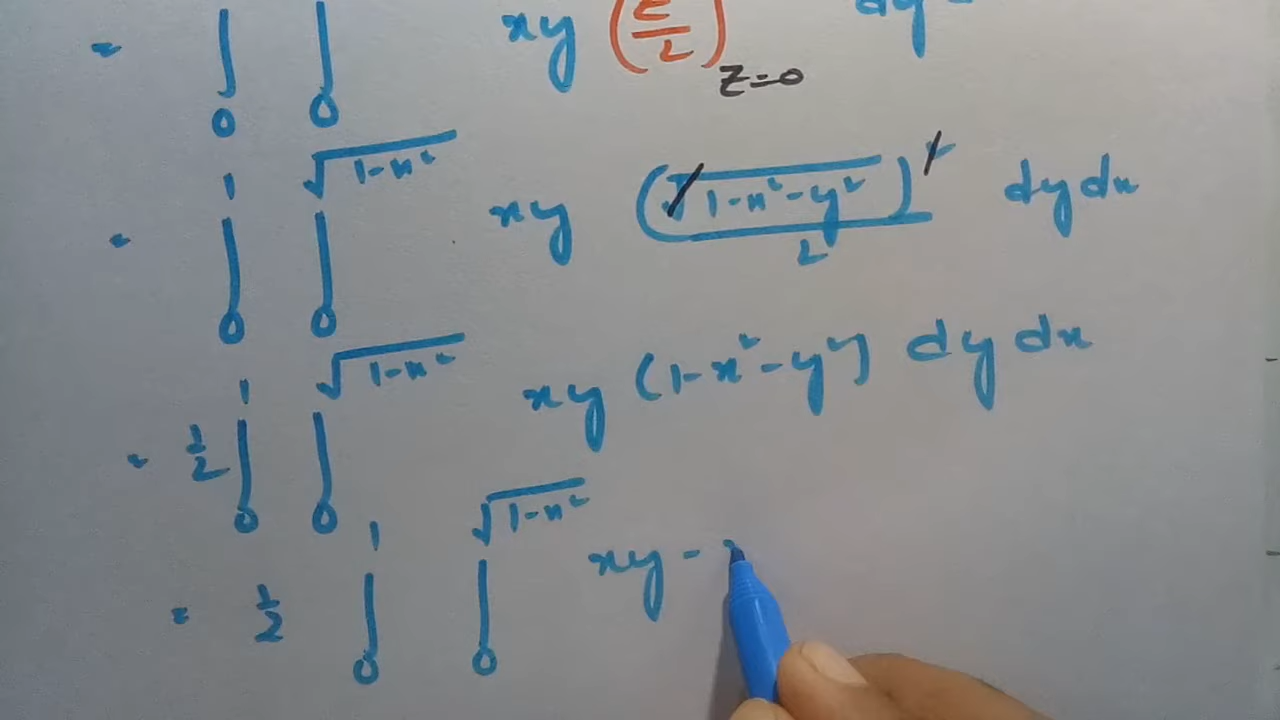 = ∫₀ ∫₀ xy ( /2)z=0 dy
= ∫₀¹ ∫₀^√(1-x²) xy (√(1-x²-y²))²/2 dy dx
= 1/2 ∫₀¹ ∫₀^√(1-x²) xy (1-x²-y²) dy dx
= 1/2 ∫₀¹ ∫₀^√(1-x²) xy -